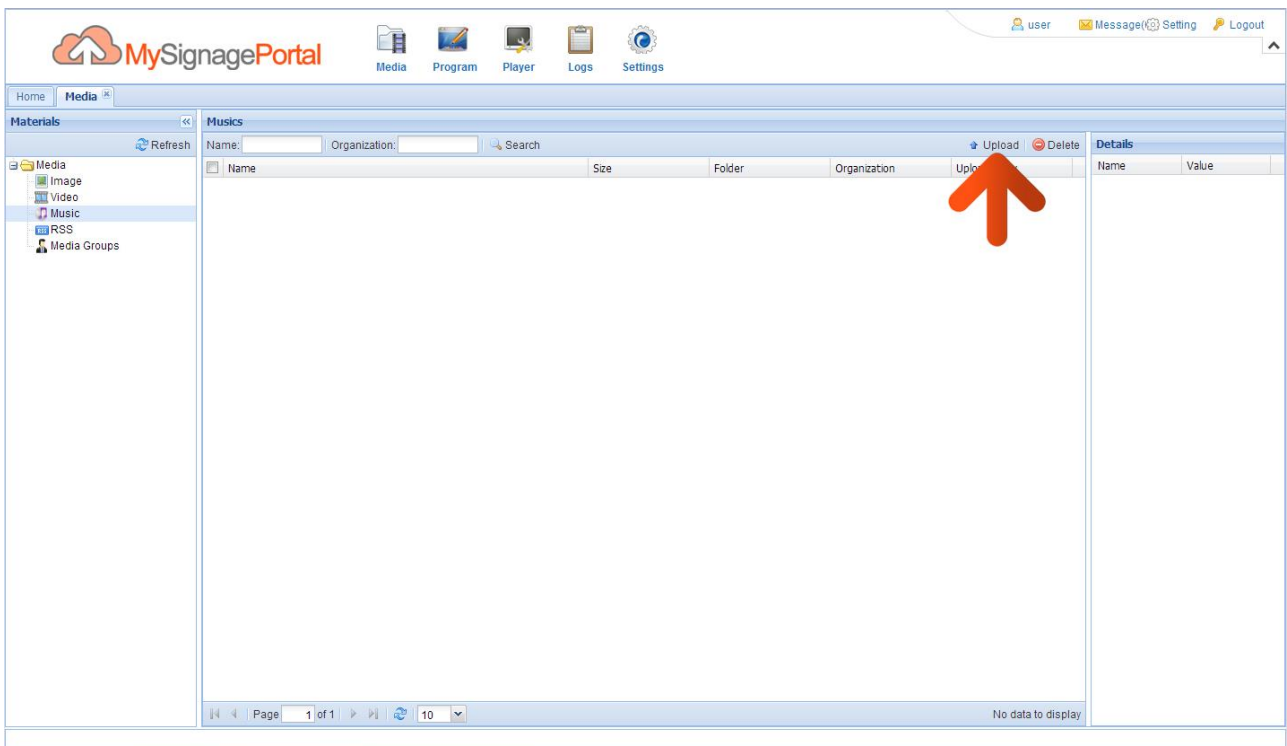 user Message( Setting Logout
MySignagePortal
Media Program Player Logs Settings
Home Media
Materials Musics
Refresh Name: Organization: Search Upload Delete Details
Name Size Folder Organization Name Value
Media
Image
Video
Music
RSS
Media Groups
Page 1 of 1 10 No data to display